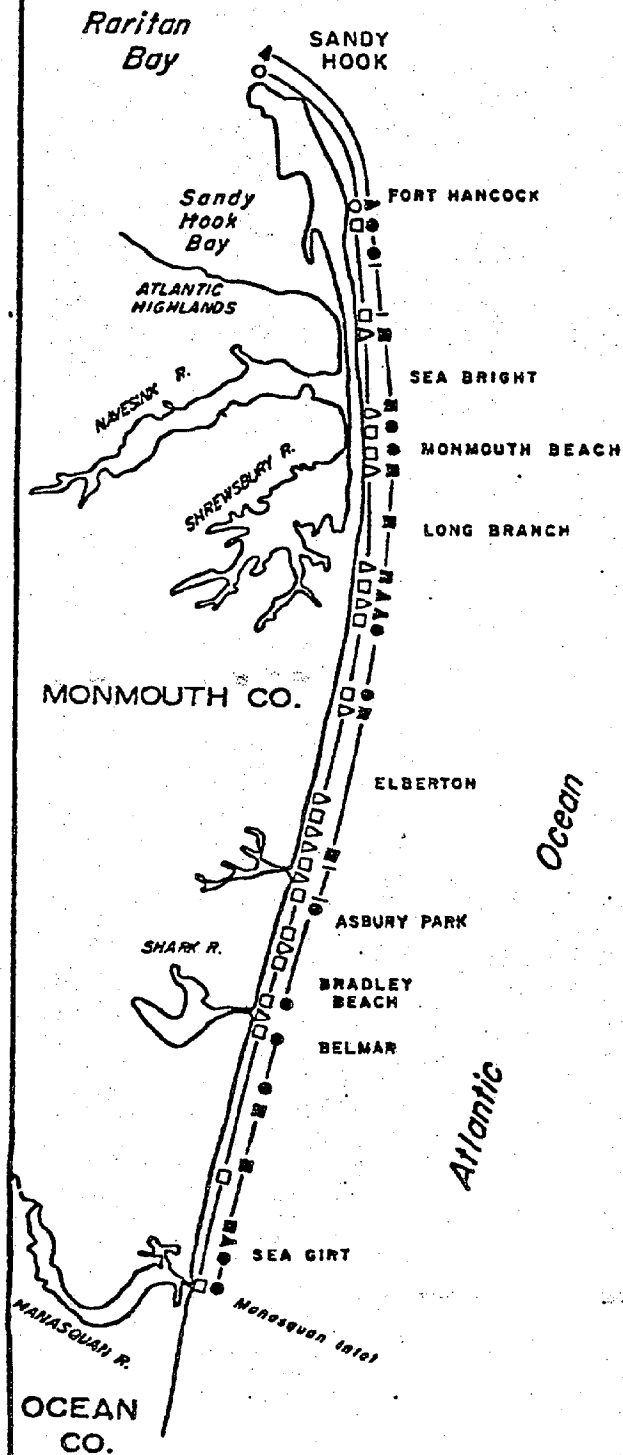 Raritan
Bay
SANDY
HOOK
FORT HANCOCK
Sandy
Hook
Bay
ATLANTIC
HIGHLANDS
SEA BRIGHT
NAVESINK R.
MONMOUTH BEACH
SHREWSBURY R.
LONG BRANCH
MONMOUTH CO.
ELBERTON
Ocean
ASBURY PARK
SHARK R.
BRADLEY
BEACH
BELMAR
Atlantic
SEA GIRT
Manasquan Inlet
MANASQUAN R.
OCEAN
CO.